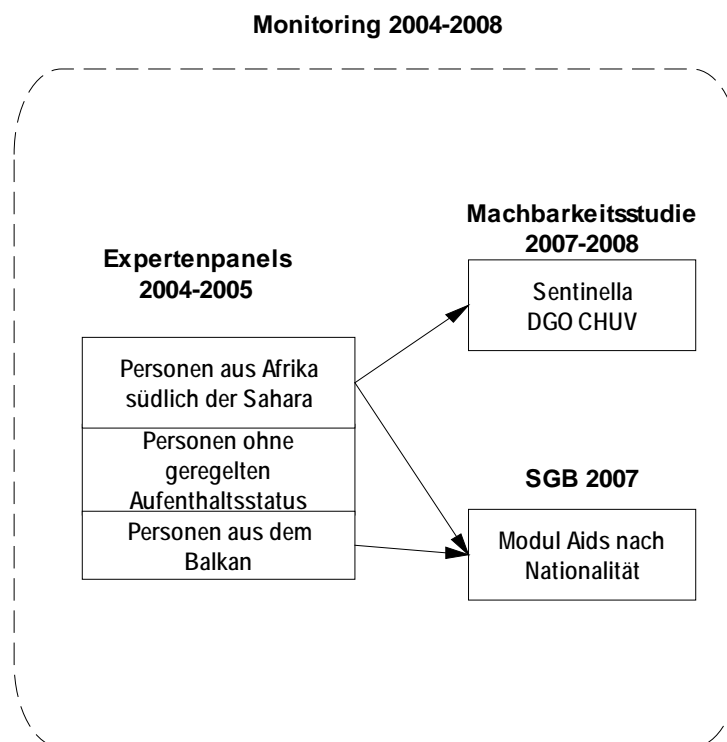 Monitoring 2004-2008
Expertenpanels
2004-2005
Personen aus Afrika
südlich der Sahara
Personen ohne
geregelten
Aufenthaltsstatus
Personen aus dem
Balkan
Machbarkeitsstudie
2007-2008
Sentinella
DGO CHUV
SGB 2007
Modul Aids nach
Nationalität